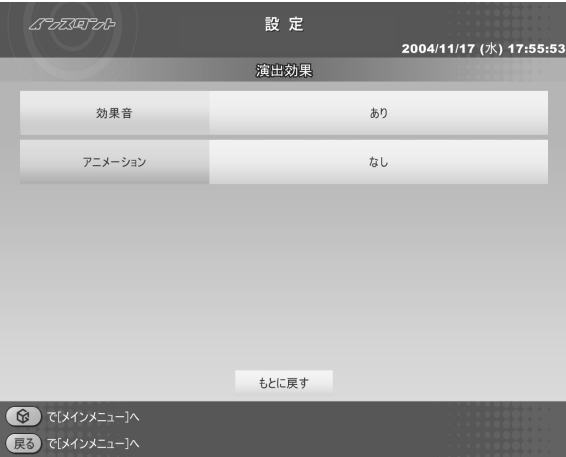 インスタント
設定
2004/11/17 (水) 17:55:53
演出効果
効果音 あり
アニメーション なし
もとに戻す
で[メインメニュー]へ
戻る で[メインメニュー]へ